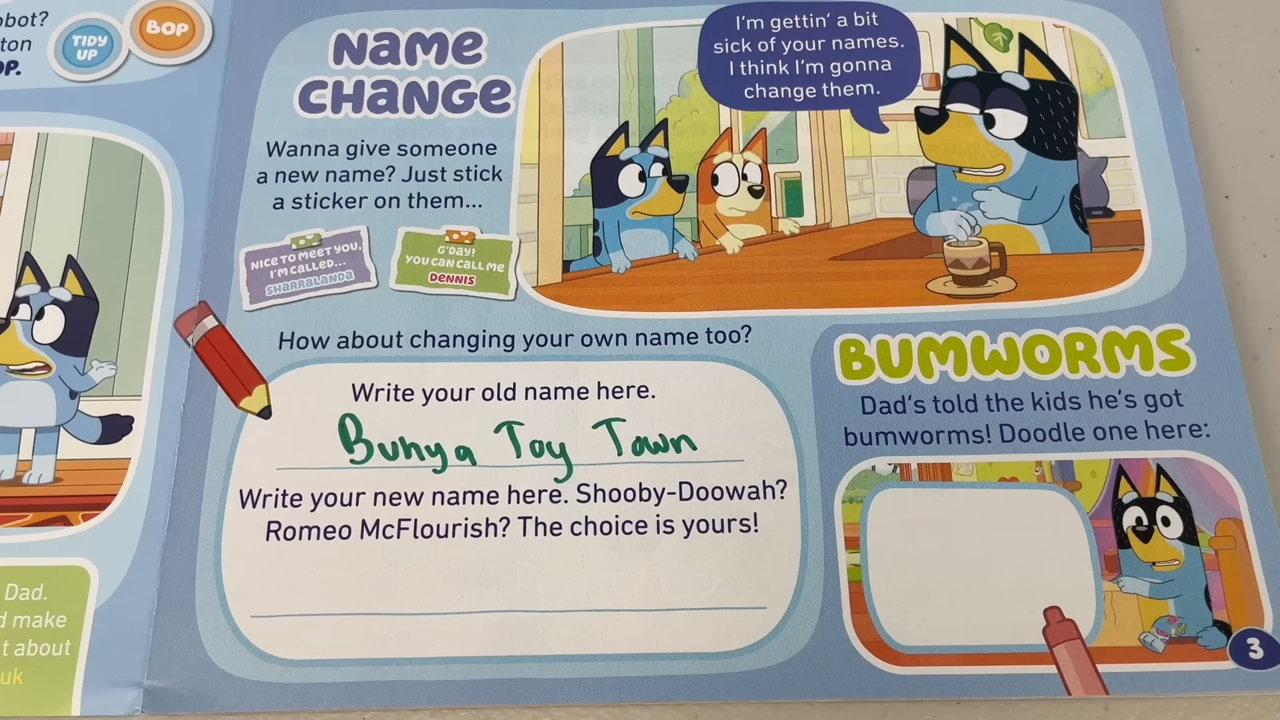 obot?
ton
OP.
TIDY
UP
BOP
NAME
CHANGE
Wanna give someone
a new name? Just stick
a sticker on them...
NICE TO MEET YOU,
I'M CALLED...
SHARRALANDA
G'DAY!
YOU CAN CALL ME
DENNIS
I'm gettin' a bit
sick of your names.
I think I'm gonna
change them.
How about changing your own name too?
Write your old name here.
Bunya Toy Town
Write your new name here. Shooby-Doowah?
Romeo McFlourish? The choice is yours!
BUMWORMS
Dad's told the kids he's got
bumworms! Doodle one here:
Dad.
d make
t about
uk
3